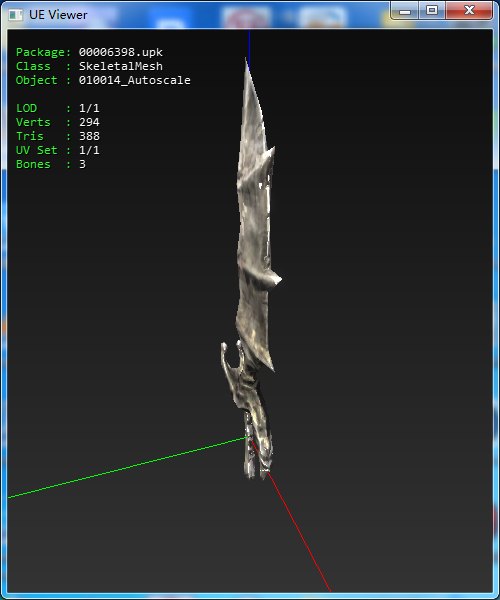 UE Viewer
Package: 00006398.upk
Class : SkeletalMesh
Object : 010014_Autoscale
LOD : 1/1
Verts : 294
Tris : 388
UV Set : 1/1
Bones : 3